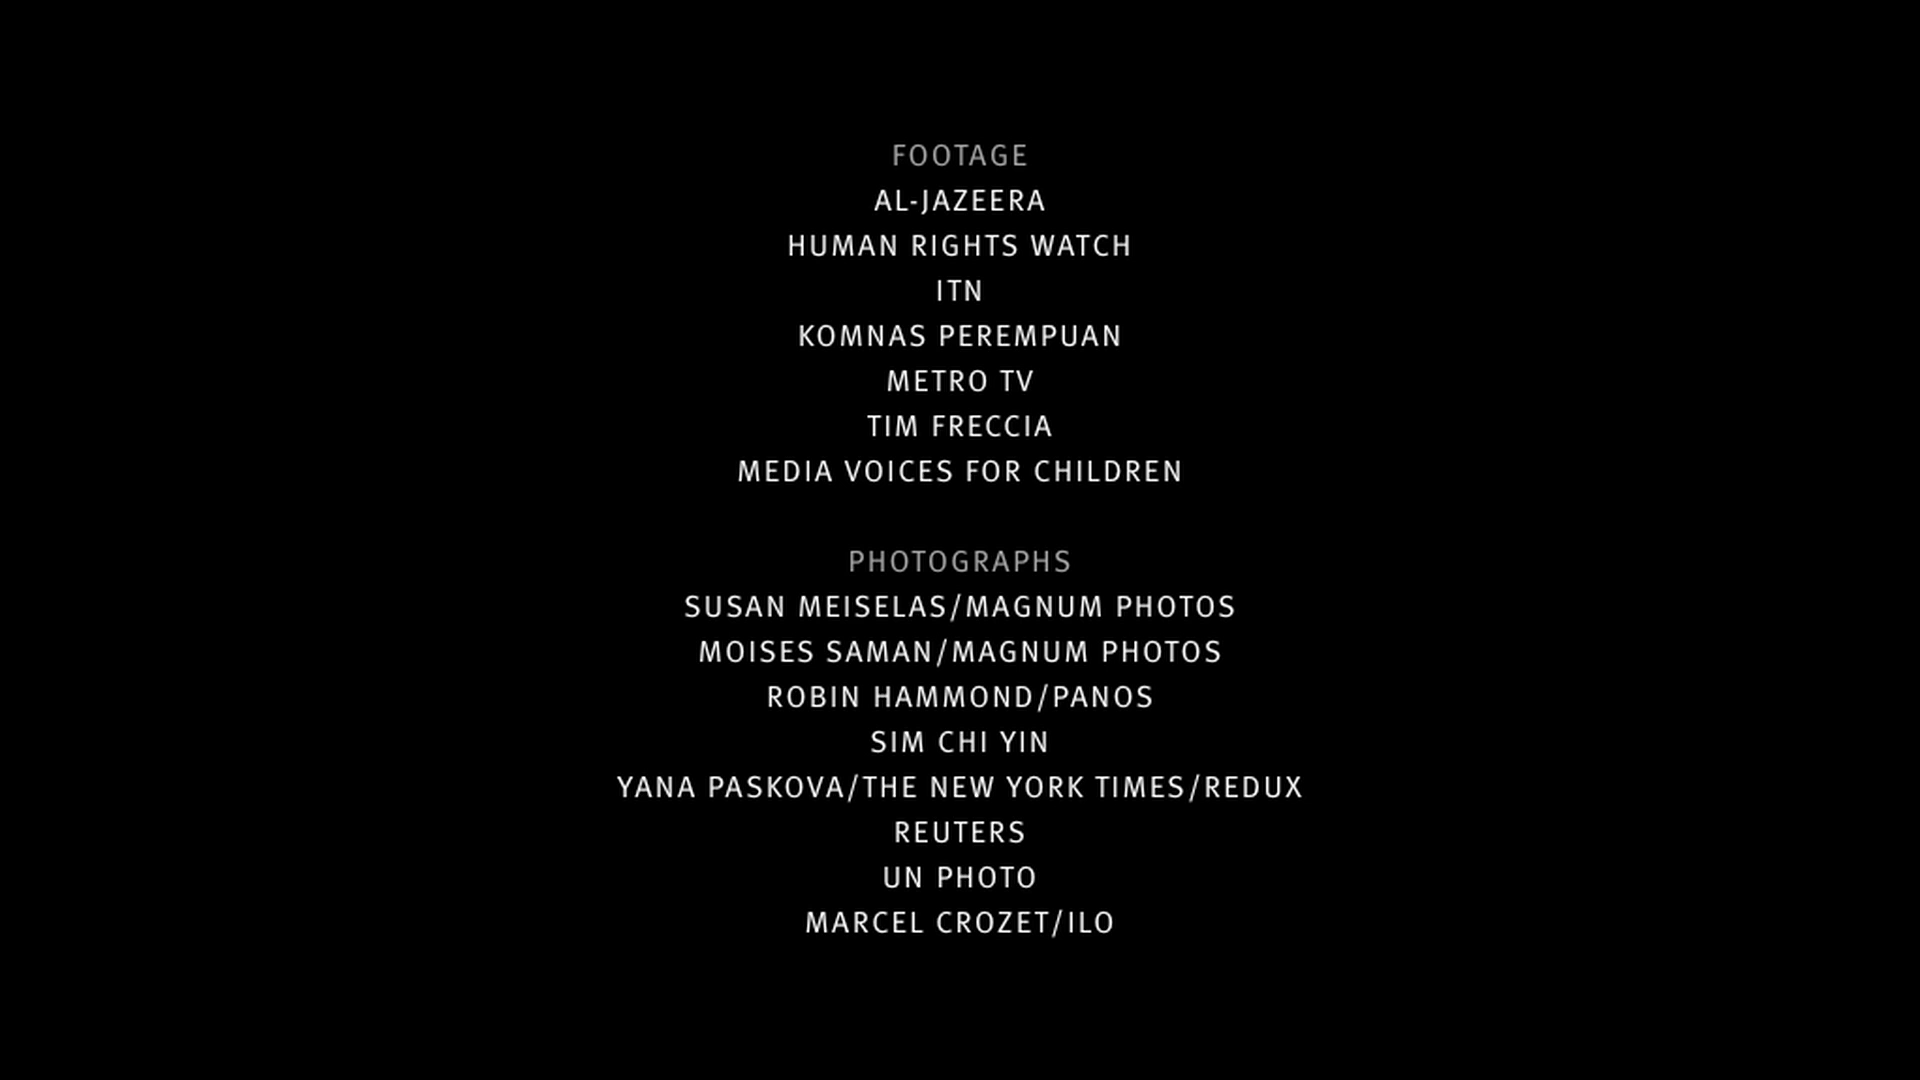 FOOTAGE
AL-JAZEERA
HUMAN RIGHTS WATCH
ITN
KOMNAS PEREMPUAN
METRO TV
TIM FRECCIA
MEDIA VOICES FOR CHILDREN
PHOTOGRAPHS
SUSAN MEISELAS/MAGNUM PHOTOS
MOISES SAMAN/MAGNUM PHOTOS
ROBIN HAMMOND/PANOS
SIM CHI YIN
YANA PASKOVA/THE NEW YORK TIMES/REDUX
REUTERS
UN PHOTO
MARCEL CROZET/ILO